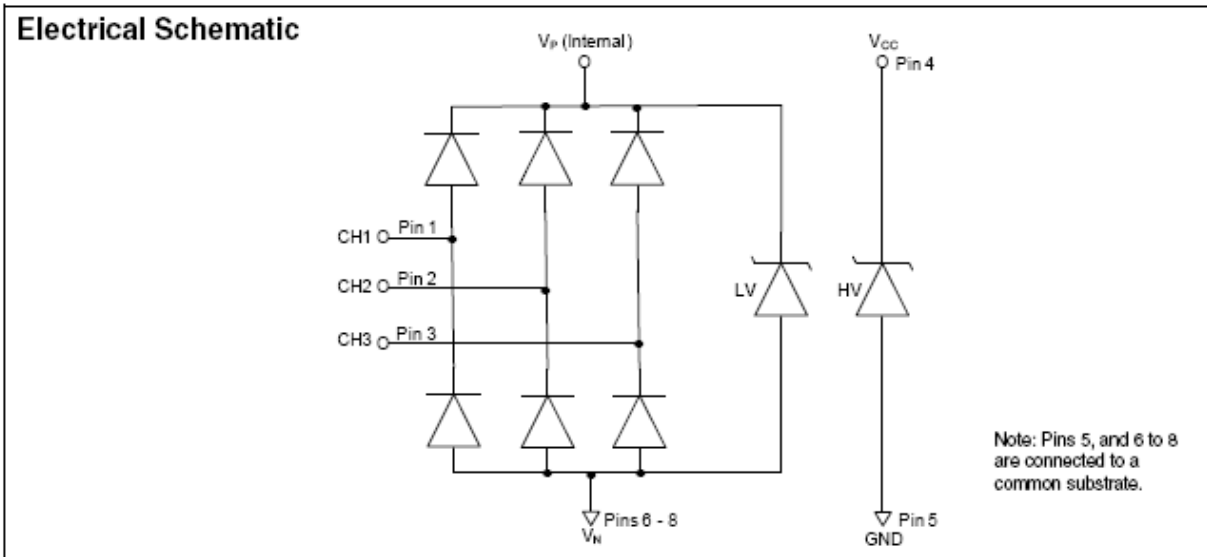 Electrical Schematic
VP (Internal)
VCC
Pin 4
CH1 Pin 1
CH2 Pin 2
CH3 Pin 3
LV
HV
Note: Pins 5, and 6 to 8
are connected to a
common substrate.
Pins 6 - 8
VN
Pin 5
GND